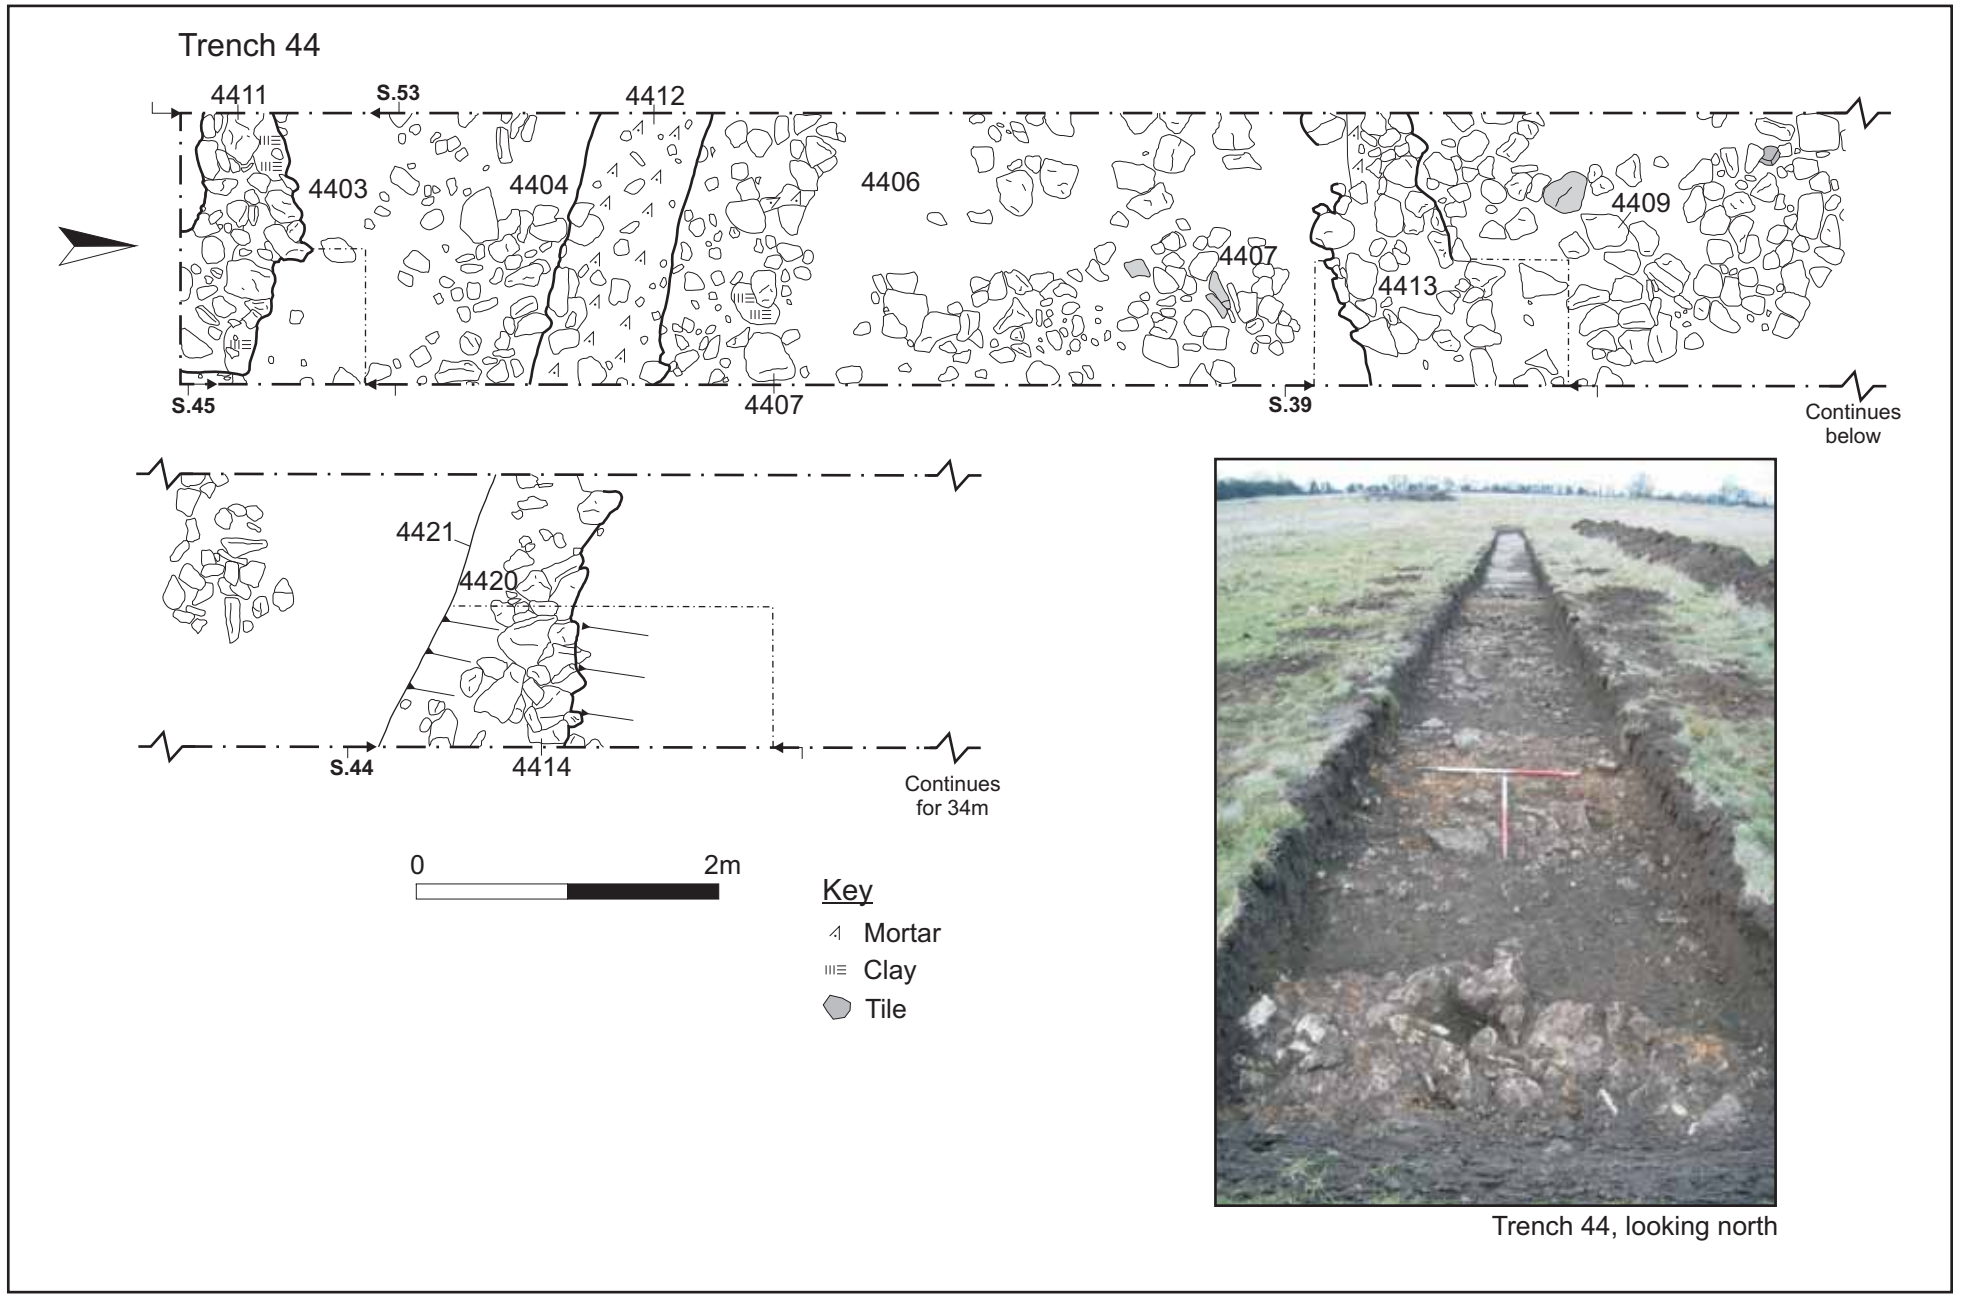 Trench 44
4411
S.53
4412
4403
4404
4406
4409
4407
4413
S.45
4407
S.39
Continues
below
4421
4420
S.44
4414
Continues
for 34m
0
2m
Key
Mortar
Clay
Tile
Trench 44, looking north